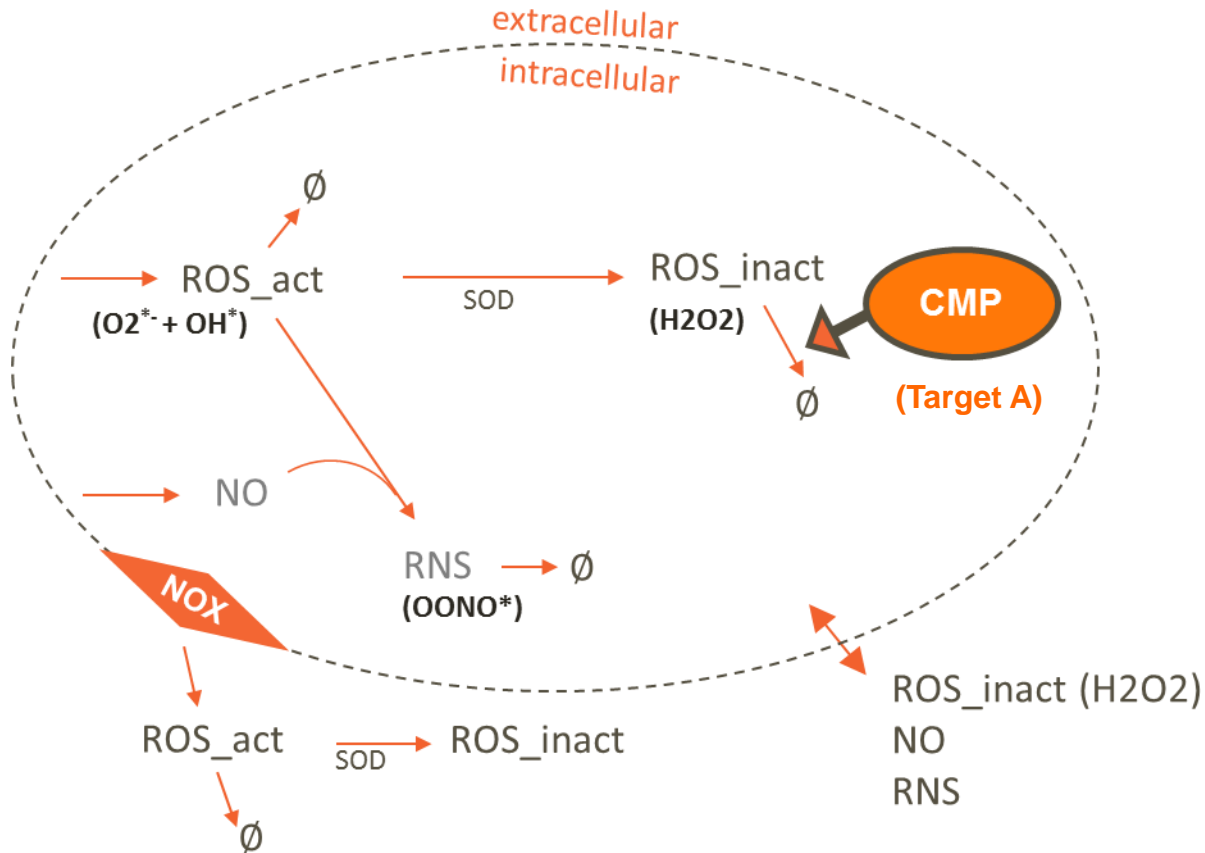 extracellular
intracellular
Ø
ROS_act
(O2*- + OH*)
SOD
ROS_inact
(H2O2)
Ø
CMP
(Target A)
NO
RNS
(OONO*)
Ø
NOX
ROS_act
Ø
SOD
ROS_inact
ROS_inact (H2O2)
NO
RNS